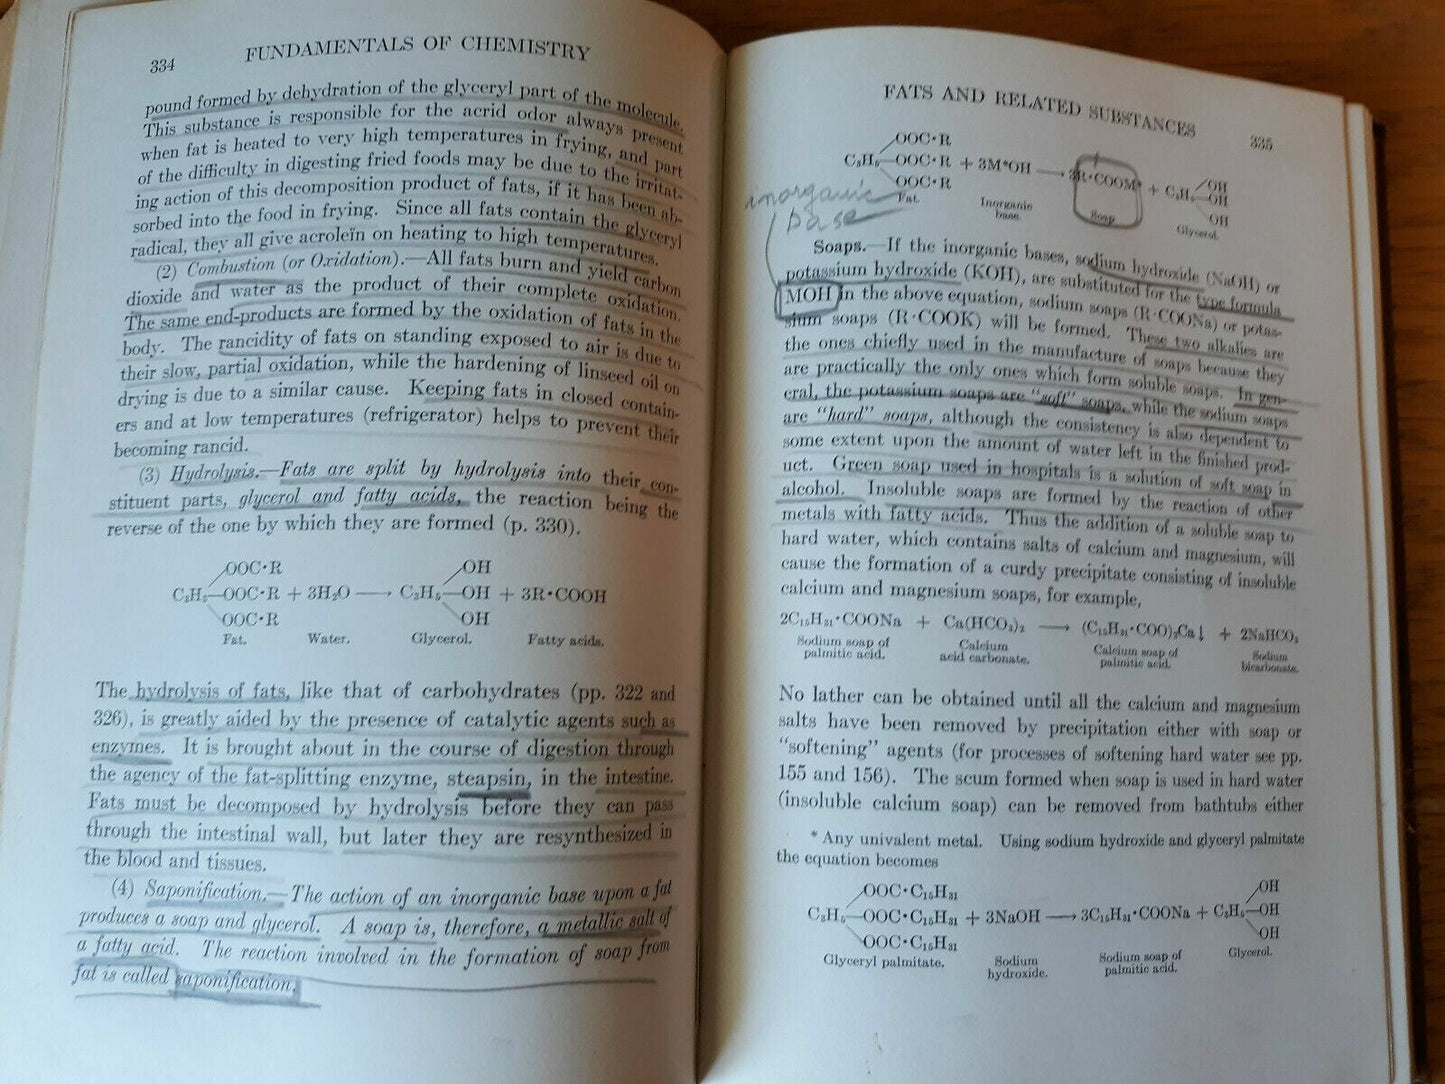 334
FUNDAMENTALS OF CHEMISTRY
pound formed by dehydration of the glyceryl part of the molecule.
This substance is responsible for the acrid odor always present
when fat is heated to very high temperatures in frying, and part
of the difficulty in digesting fried foods may be due to the irritat-
ing action of this decomposition product of fats, if it has been ab-
sorbed into the food in frying. Since all fats contain the glyceryl
radical, they all give acroleïn on heating to high temperatures.
(2) Combustion (or Oxidation).—All fats burn and yield carbon
dioxide and water as the product of their complete oxidation.
The same end-products are formed by the oxidation of fats in the
body. The rancidity of fats on standing exposed to air is due to
their slow, partial oxidation, while the hardening of linseed oil on
drying is due to a similar cause. Keeping fats in closed contain-
ers and at low temperatures (refrigerator) helps to prevent their
becoming rancid.
(3) Hydrolysis.—Fats are split by hydrolysis into their con-
stituent parts, glycerol and fatty acids, the reaction being the
reverse of the one by which they are formed (p. 330).
OOC·R OH
C₃H₅—OOC·R + 3H₂O ⟶ C₃H₅—OH + 3R·COOH
OOC·R OH
Fat. Water. Glycerol. Fatty acids.
The hydrolysis of fats, like that of carbohydrates (pp. 322 and
326), is greatly aided by the presence of catalytic agents such as
enzymes. It is brought about in the course of digestion through
the agency of the fat-splitting enzyme, steapsin, in the intestine.
Fats must be decomposed by hydrolysis before they can pass
through the intestinal wall, but later they are resynthesized in
the blood and tissues.
(4) Saponification.—The action of an inorganic base upon a fat
produces a soap and glycerol. A soap is, therefore, a metallic salt of
a fatty acid. The reaction involved in the formation of soap from
fat is called saponification.
FATS AND RELATED SUBSTANCES
335
OOC·R
C₃H₅—OOC·R + 3M*OH ⟶ 3R·COOM* + C₃H₅ OH
OH
OOC·R OH
Fat. Inorganic base. Soap Glycerol.
inorganic
base
Soaps.—If the inorganic bases, sodium hydroxide (NaOH) or
potassium hydroxide (KOH), are substituted for the type formula
MOH in the above equation, sodium soaps (R·COONa) or potas-
sium soaps (R·COOK) will be formed. These two alkalies are
the ones chiefly used in the manufacture of soaps because they
are practically the only ones which form soluble soaps. In gen-
eral, the potassium soaps are "soft" soaps, while the sodium soaps
are "hard" soaps, although the consistency is also dependent to
some extent upon the amount of water left in the finished prod-
uct. Green soap used in hospitals is a solution of soft soap in
alcohol. Insoluble soaps are formed by the reaction of other
metals with fatty acids. Thus the addition of a soluble soap to
hard water, which contains salts of calcium and magnesium, will
cause the formation of a curdy precipitate consisting of insoluble
calcium and magnesium soaps, for example,
2C₁₅H₃₁·COONa + Ca(HCO₃)₂ ⟶ (C₁₅H₃₁·COO)₂Ca↓ + 2NaHCO₃
Sodium soap of Calcium Calcium soap of Sodium
palmitic acid. acid carbonate. palmitic acid. bicarbonate.
No lather can be obtained until all the calcium and magnesium
salts have been removed by precipitation either with soap or
"softening" agents (for processes of softening hard water see pp.
155 and 156). The scum formed when soap is used in hard water
(insoluble calcium soap) can be removed from bathtubs either
* Any univalent metal. Using sodium hydroxide and glyceryl palmitate
the equation becomes
OOC·C₁₅H₃₁ OH
C₃H₅—OOC·C₁₅H₃₁ + 3NaOH ⟶ 3C₁₅H₃₁·COONa + C₃H₅—OH
OOC·C₁₅H₃₁ OH
Glyceryl palmitate. Sodium Sodium soap of Glycerol.
hydroxide. palmitic acid.